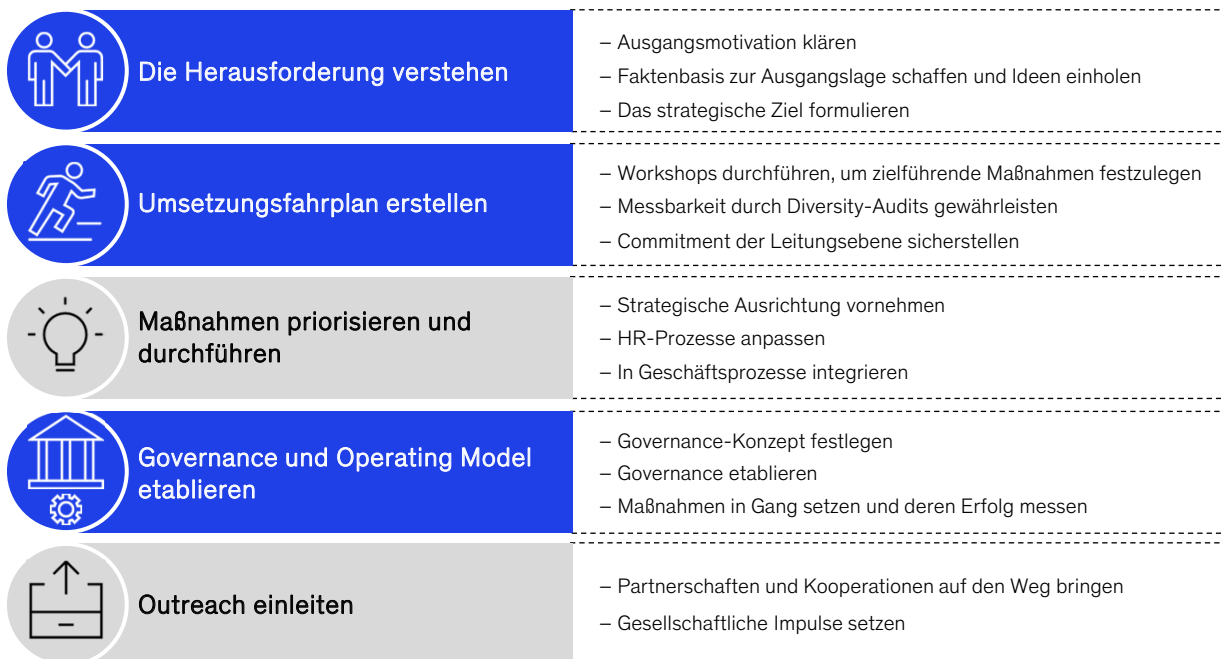 Die Herausforderung verstehen
– Ausgangsmotivation klären
– Faktenbasis zur Ausgangslage schaffen und Ideen einholen
– Das strategische Ziel formulieren
Umsetzungsfahrplan erstellen
– Workshops durchführen, um zielführende Maßnahmen festzulegen
– Messbarkeit durch Diversity-Audits gewährleisten
– Commitment der Leitungsebene sicherstellen
Maßnahmen priorisieren und
durchführen
– Strategische Ausrichtung vornehmen
– HR-Prozesse anpassen
– In Geschäftsprozesse integrieren
Governance und Operating Model
etablieren
– Governance-Konzept festlegen
– Governance etablieren
– Maßnahmen in Gang setzen und deren Erfolg messen
Outreach einleiten
– Partnerschaften und Kooperationen auf den Weg bringen
– Gesellschaftliche Impulse setzen